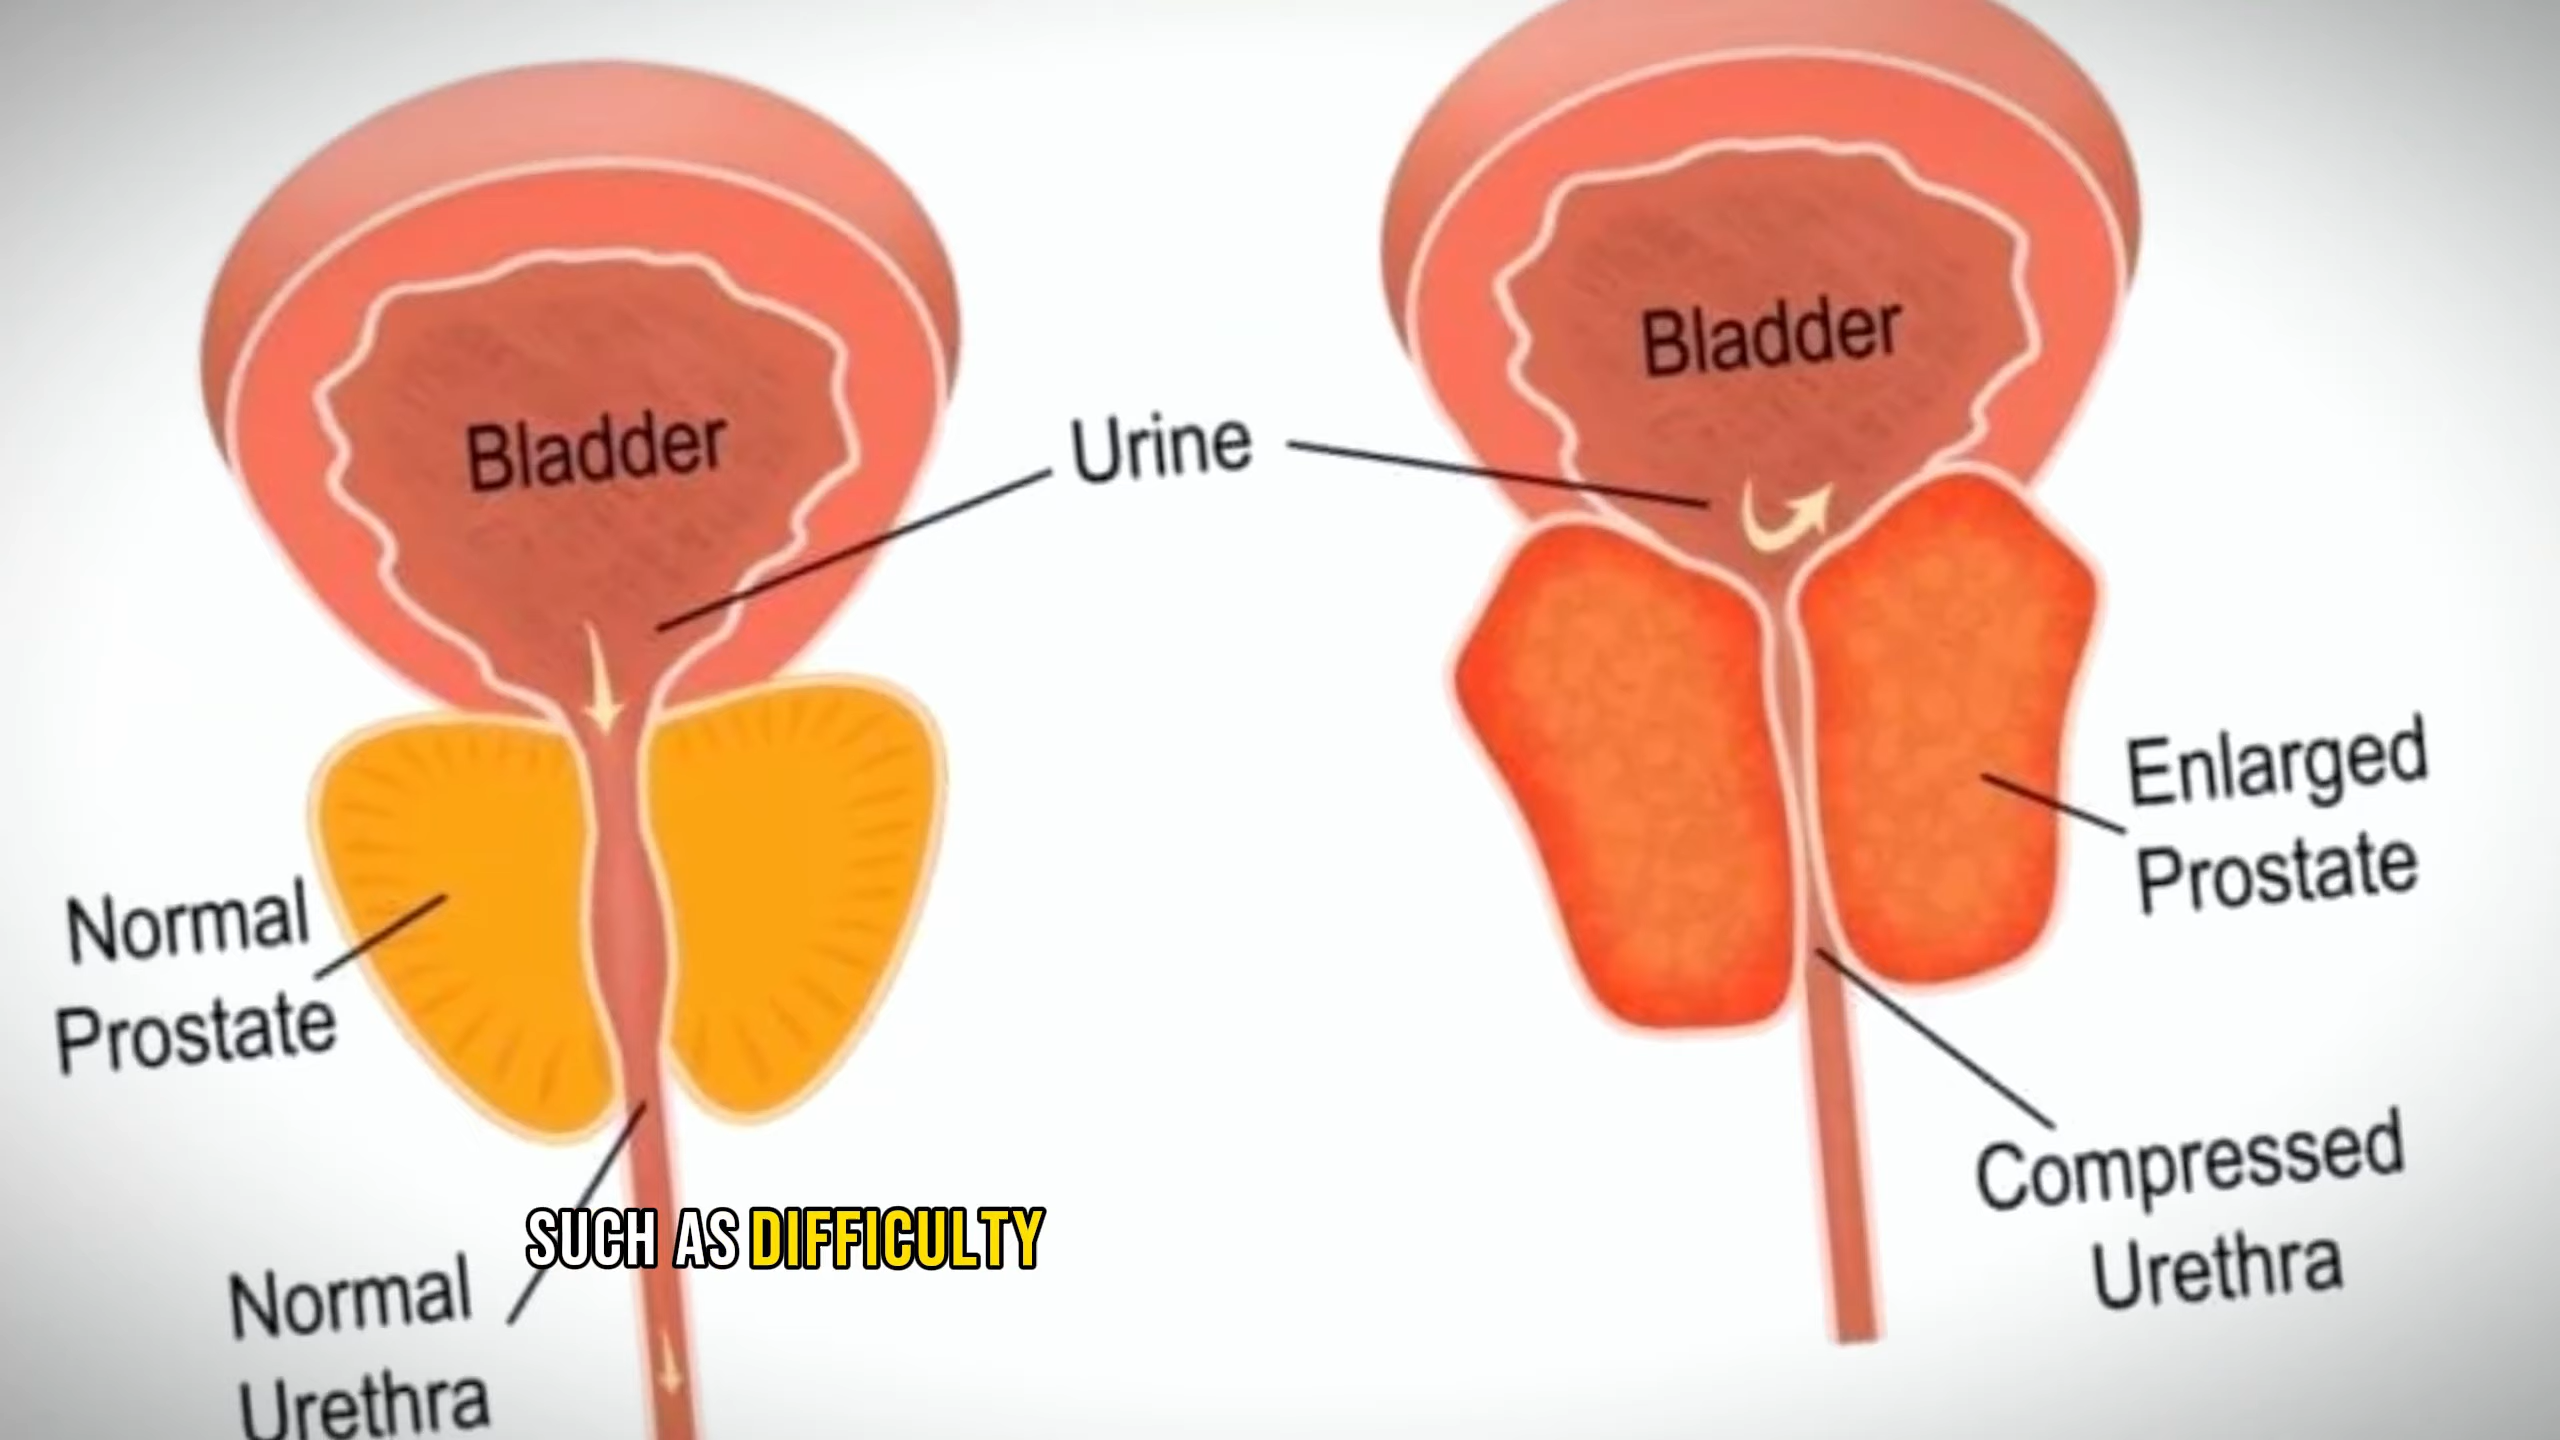 Bladder
Bladder
Urine
Normal
Prostate
Enlarged
Prostate
Compressed
Urethra
Normal
Urethra
SUCH AS DIFFICULTY